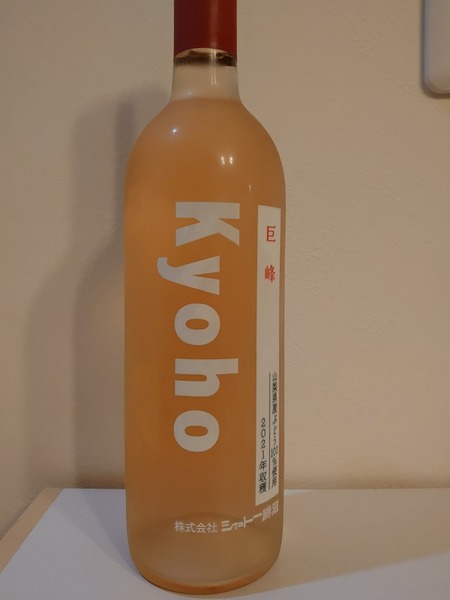 Kyoho
巨峰
山梨県産ぶどう100%使用
2021年収穫
株式会社 シャトー勝沼